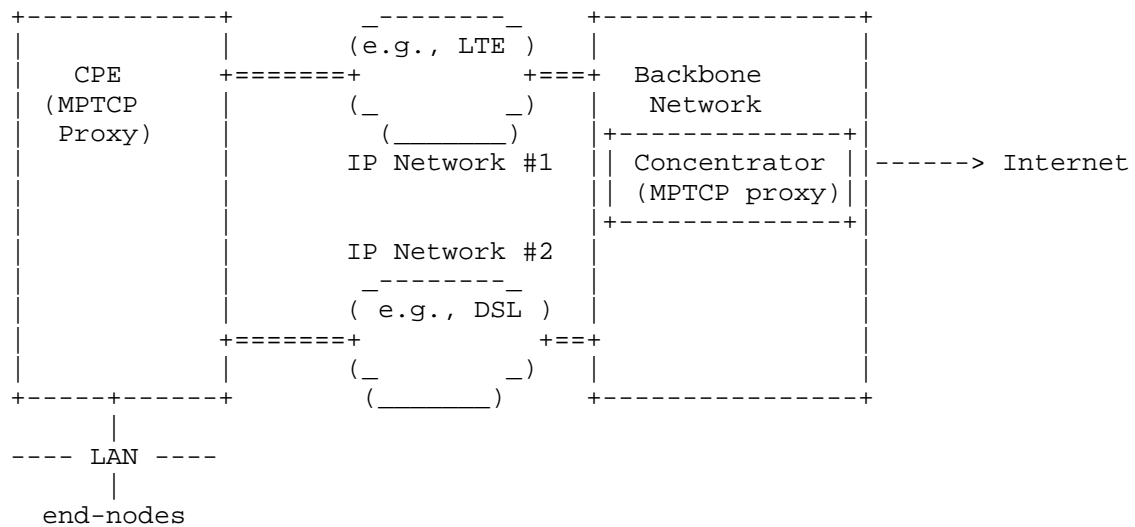 (e.g., LTE )
CPE Backbone
(MPTCP Network
Proxy)
IP Network #1 Concentrator ------> Internet
(MPTCP proxy)
IP Network #2
( e.g., DSL )
---- LAN ----
end-nodes